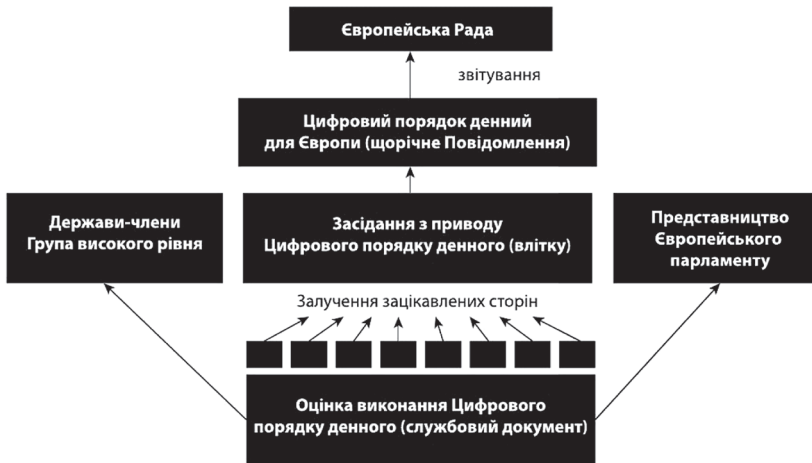 Європейська Рада
звітування
Цифровий порядок денний
для Європи (щорічне Повідомлення)
Держави-члени
Група високого рівня
Засідання з приводу
Цифрового порядку денного (влітку)
Представництво
Європейського
парламенту
Залучення зацікавлених сторін
Оцінка виконання Цифрового
порядку денного (службовий документ)